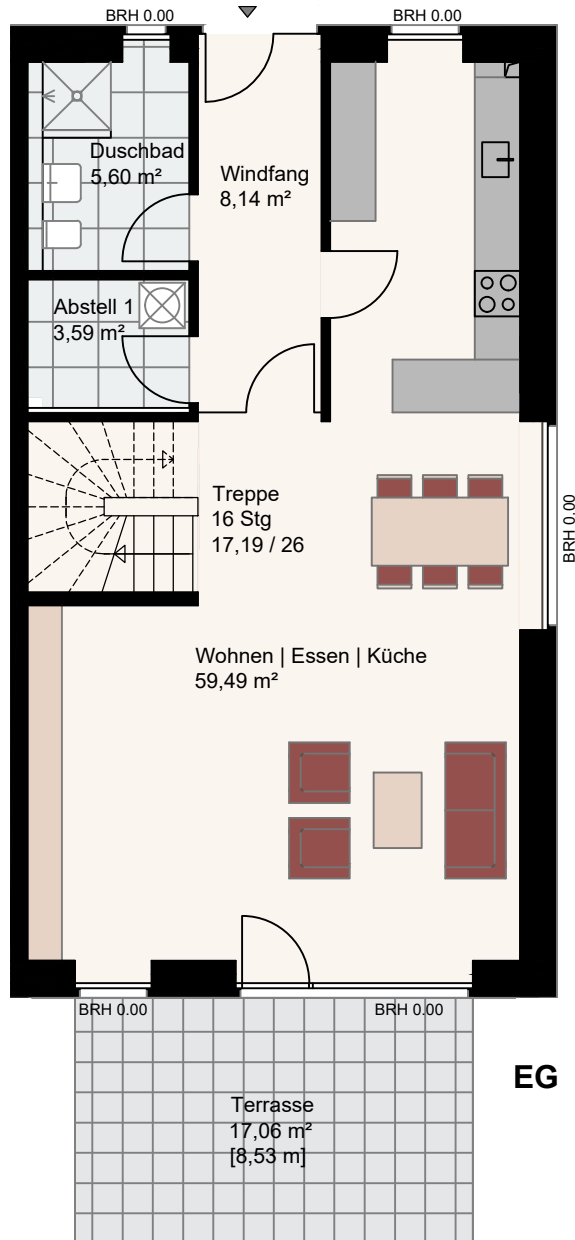 BRH 0.00
BRH 0.00
Duschbad
5,60 m²
Windfang
8,14 m²
Abstell 1
3,59 m²
Treppe
16 Stg
17,19 / 26
BRH 0.00
Wohnen | Essen | Küche
59,49 m²
BRH 0.00
BRH 0.00
EG
Terrasse
17,06 m²
[8,53 m]